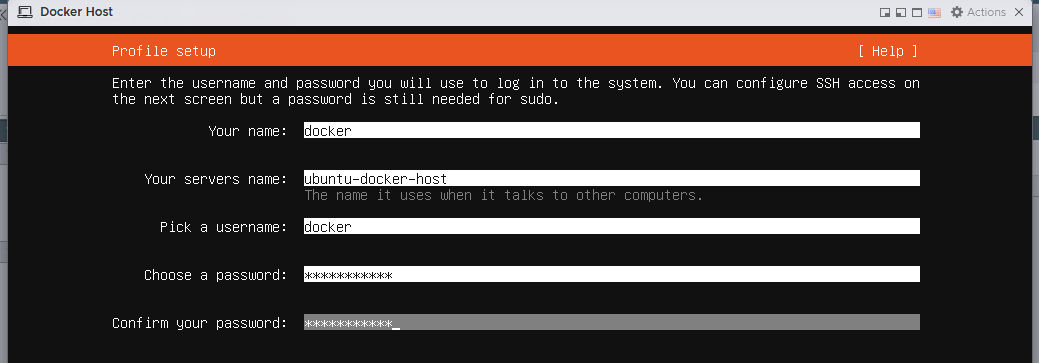 Docker Host
Actions
Profile setup [ Help ]
Enter the username and password you will use to log in to the system. You can configure SSH access on
the next screen but a password is still needed for sudo.
Your name: docker
Your servers name: ubuntu-docker-host
The name it uses when it talks to other computers.
Pick a username: docker
Choose a password: ***********
Confirm your password: ***********_